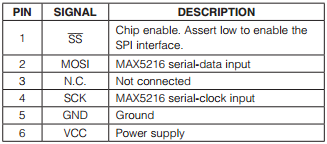 PIN SIGNAL DESCRIPTION
1 S̅S̅ Chip enable. Assert low to enable the
SPI interface.
2 MOSI MAX5216 serial-data input
3 N.C. Not connected
4 SCK MAX5216 serial-clock input
5 GND Ground
6 VCC Power supply